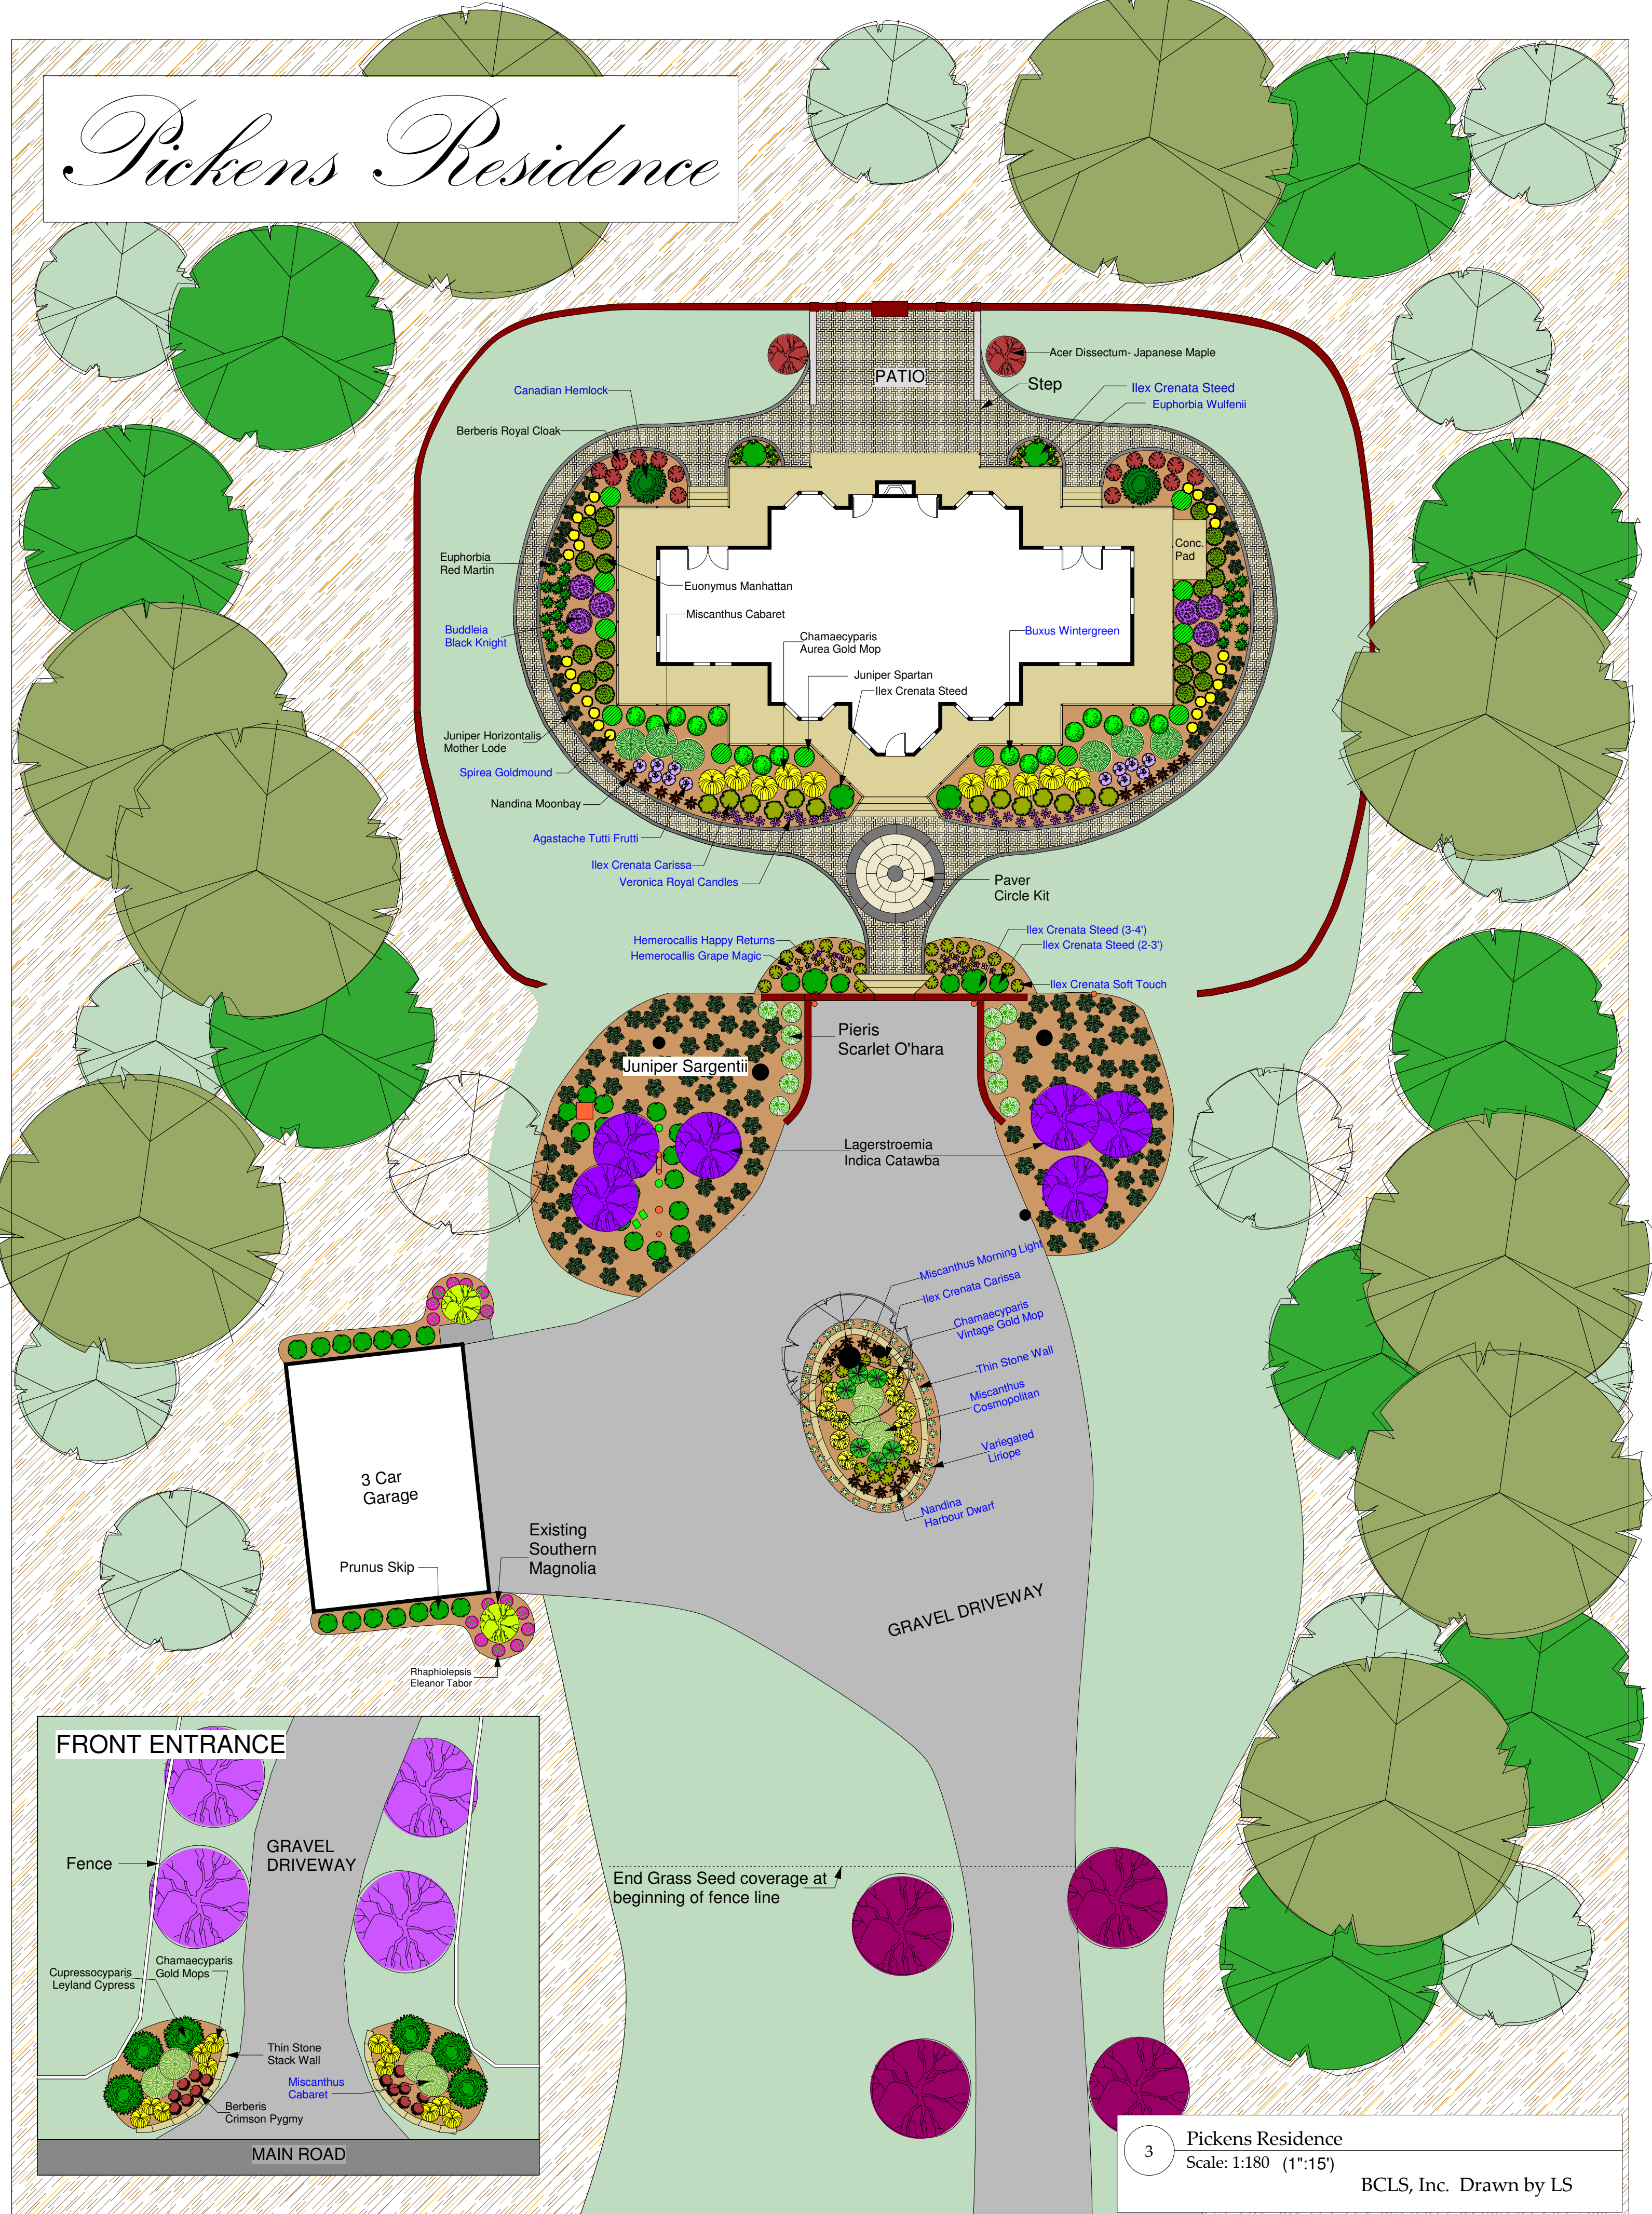 Pickens Residence
PATIO
Acer Dissectum- Japanese Maple
Step
Ilex Crenata Steed
Euphorbia Wulfenii
Canadian Hemlock
Berberis Royal Cloak
Conc.
Pad
Euphorbia
Red Martin
Euonymus Manhattan
Miscanthus Cabaret
Buddleia
Black Knight
Chamaecyparis
Aurea Gold Mop
Buxus Wintergreen
Juniper Spartan
Ilex Crenata Steed
Juniper Horizontalis
Mother Lode
Spirea Goldmound
Nandina Moonbay
Agastache Tutti Frutti
Ilex Crenata Carissa
Veronica Royal Candles
Paver
Circle Kit
Hemerocallis Happy Returns
Hemerocallis Grape Magic
Ilex Crenata Steed (3-4')
Ilex Crenata Steed (2-3')
Ilex Crenata Soft Touch
Pieris
Scarlet O'hara
Juniper Sargentii
Lagerstroemia
Indica Catawba
Miscanthus Morning Light
Ilex Crenata Carissa
Chamaecyparis
Vintage Gold Mop
Thin Stone Wall
Miscanthus
Cosmopolitan
Variegated
Liriope
Nandina
Harbour Dwarf
3 Car
Garage
Existing
Southern
Magnolia
Prunus Skip
GRAVEL DRIVEWAY
Rhaphiolepsis
Eleanor Tabor
FRONT ENTRANCE
GRAVEL
DRIVEWAY
Fence
Chamaecyparis
Gold Mops
Cupressocyparis
Leyland Cypress
Thin Stone
Stack Wall
Miscanthus
Cabaret
Berberis
Crimson Pygmy
MAIN ROAD
End Grass Seed coverage at
beginning of fence line
3
Pickens Residence
Scale: 1:180 (1":15')
BCLS, Inc. Drawn by LS